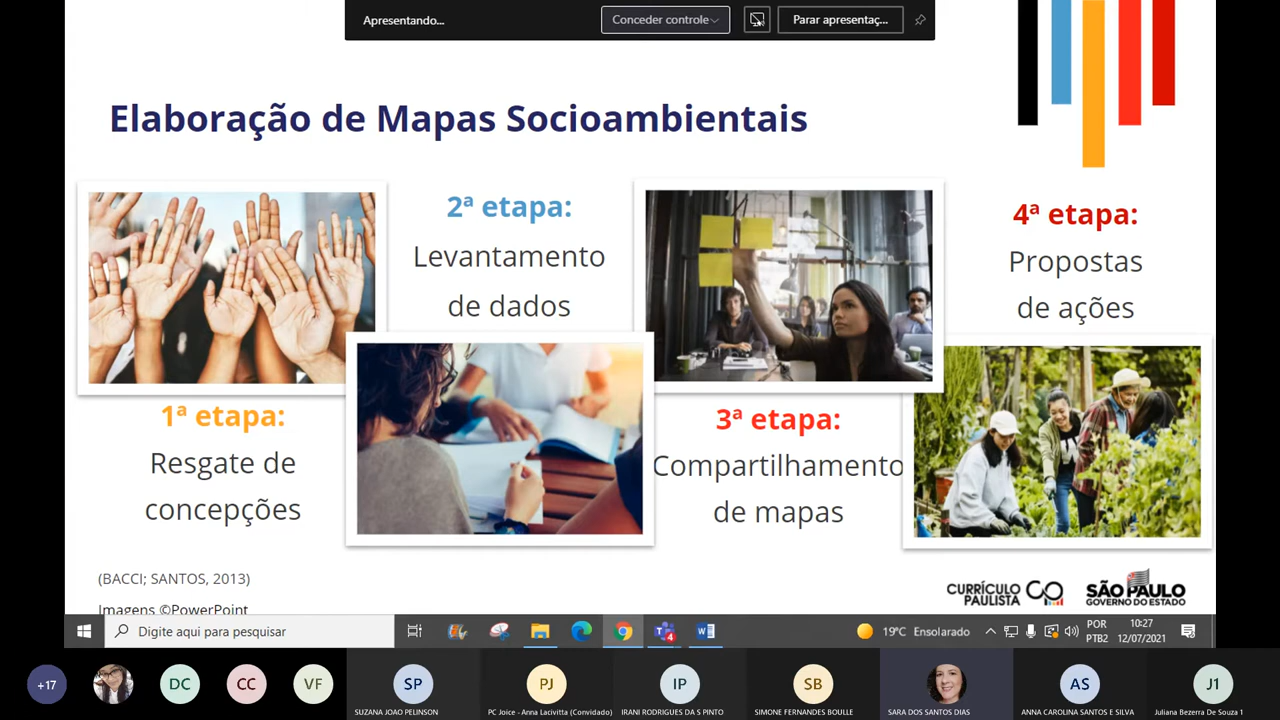 Apresentando...
Conceder controle
Parar apresentaç...
Elaboração de Mapas Socioambientais
1ª etapa:
Resgate de
concepções
2ª etapa:
Levantamento
de dados
3ª etapa:
Compartilhamento
de mapas
4ª etapa:
Propostas
de ações
(BACCI; SANTOS, 2013)
Imagens ©PowerPoint
CURRÍCULO
PAULISTA
SÃO PAULO
GOVERNO DO ESTADO
Digite aqui para pesquisar
4
19ºC Ensolarado
POR
PTB2
10:27
12/07/2021
+17
DC
CC
VF
SP
SUZANA JOAO PELINSON
PJ
PC Joice - Anna Lacivitta (Convidado)
IP
IRANI RODRIGUES DA S PINTO
SB
SIMONE FERNANDES BOULLE
SARA DOS SANTOS DIAS
AS
ANNA CAROLINA SANTOS E SILVA
J1
Juliana Bezerra De Souza 1